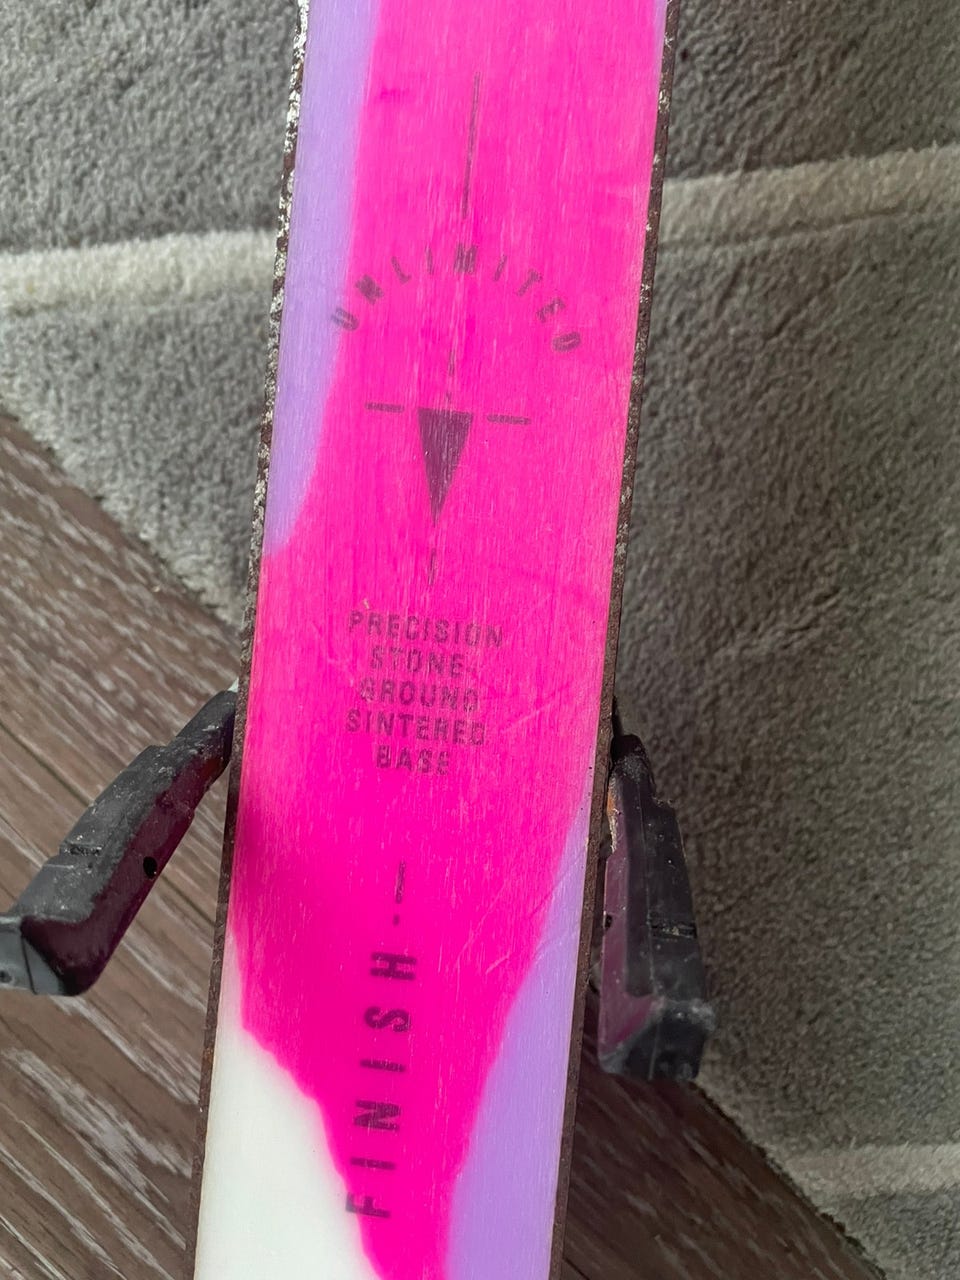 UNLIMITED
PRECISION
STONE-
GROUND
SINTERED
BASE
FINISH